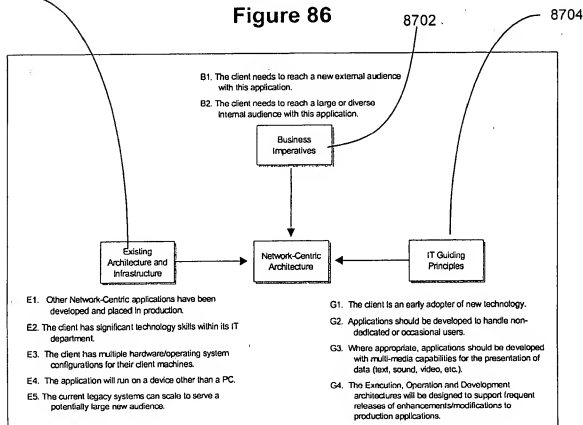 Figure 86
8702
8704
B1. The client needs to reach a new external audience
with this application.
B2. The client needs to reach a large or diverse
Internal audience with this application.
Business
Imperatives
Existing
Architecture and
Infrastructure
Network-Centric
Architecture
IT Guiding
Principles
E1. Other Network-Centric applications have been
developed and placed in production.
E2. The client has significant technology skills within its IT
department.
E3. The client has multiple hardware/operating system
configurations for their client machines.
E4. The application will run on a device other than a PC.
E5. The current legacy systems can scale to serve a
potentially large new audience.
G1. The client is an early adopter of new technology.
G2. Applications should be developed to handle non-
dedicated or occasional users.
G3. Where appropriate, applications should be developed
with multi-media capabilities for the presentation of
data (text, sound, video, etc.).
G4. The Execution, Operation and Development
architectures will be designed to support frequent
releases of enhancements/modifications to
production applications.